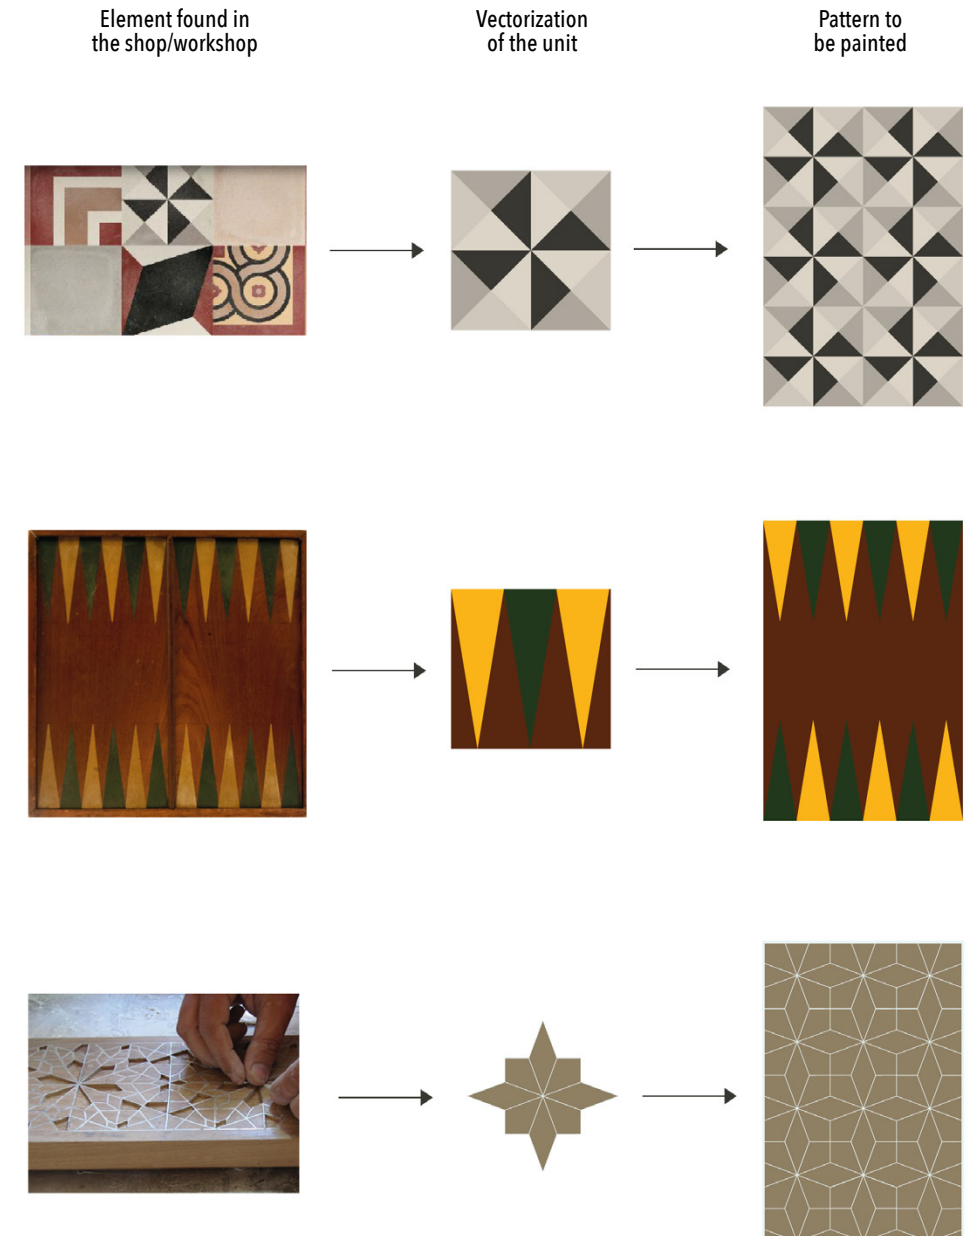 Element found in
the shop/workshop
Vectorization
of the unit
Pattern to
be painted